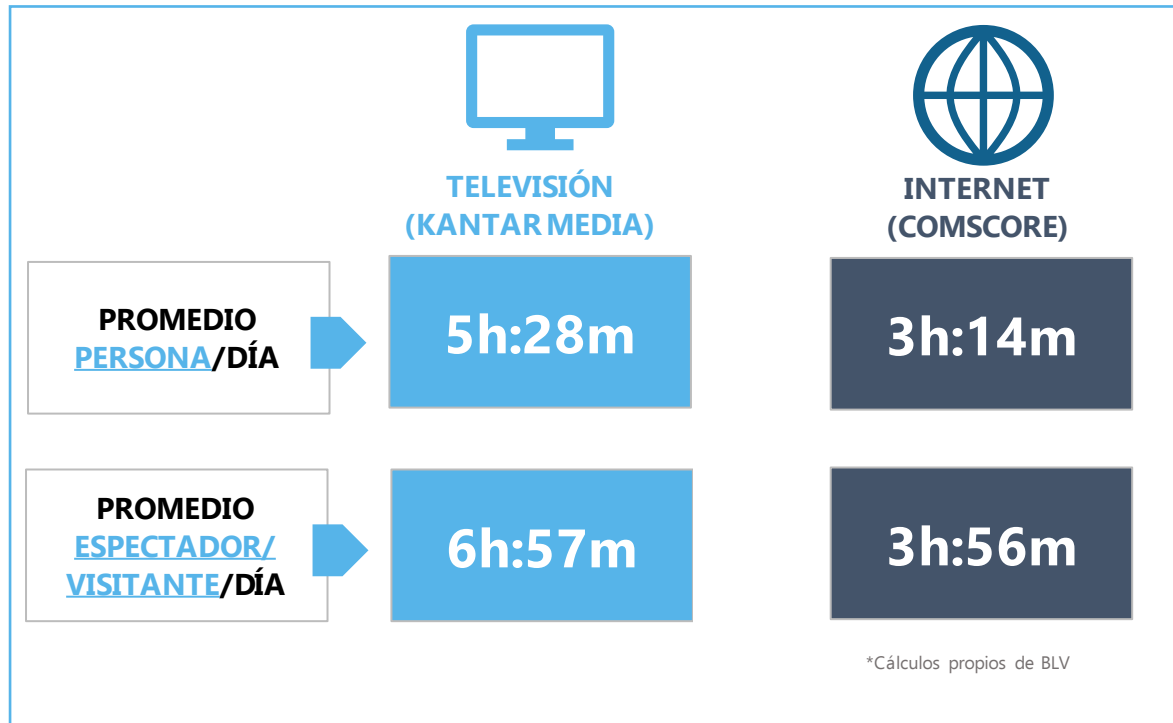 TELEVISIÓN
(KANTAR MEDIA)
INTERNET
(COMSCORE)
PROMEDIO
PERSONA/DÍA
5h:28m
3h:14m
PROMEDIO
ESPECTADOR/
VISITANTE/DÍA
6h:57m
3h:56m
*Cálculos propios de BLV